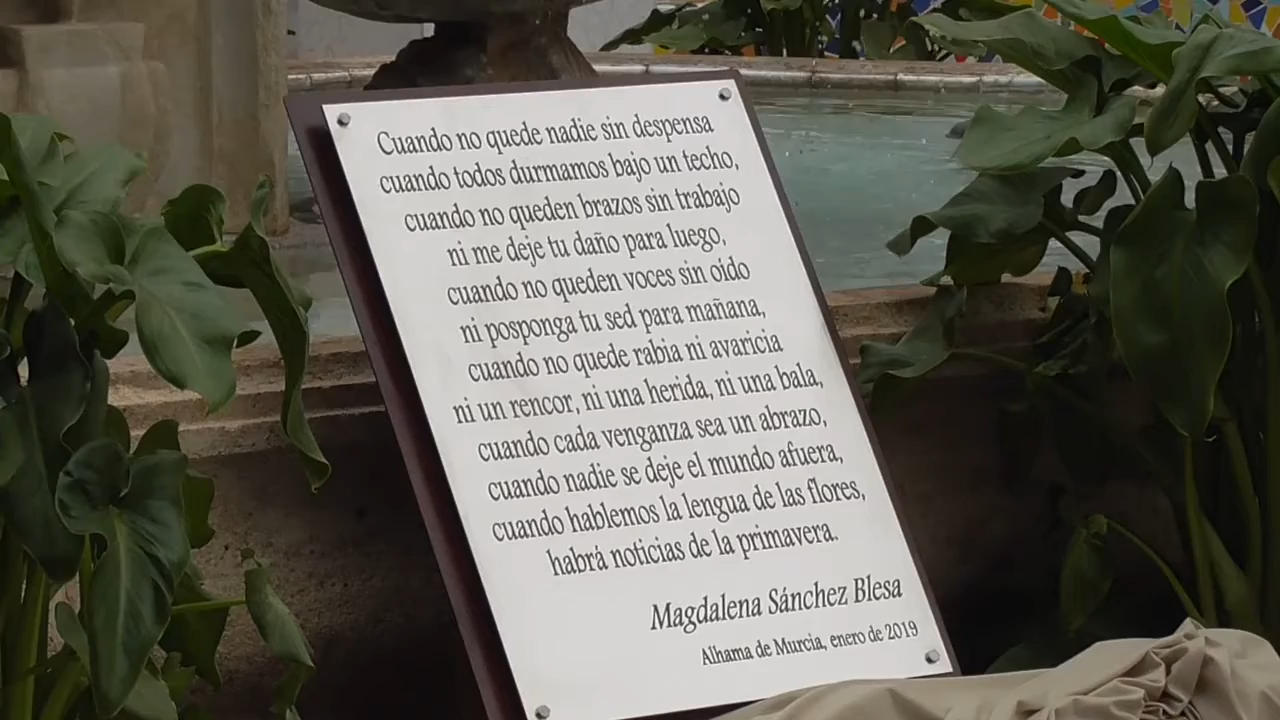 Cuando no quede nadie sin despensa
cuando todos durmamos bajo un techo,
cuando no queden brazos sin trabajo
ni me deje tu daño para luego,
cuando no queden voces sin oído
ni posponga tu sed para mañana,
cuando no quede rabia ni avaricia
ni un rencor, ni una herida, ni una bala,
cuando cada venganza sea un abrazo,
cuando nadie se deje el mundo afuera,
cuando hablemos la lengua de las flores,
habrá noticias de la primavera.
Magdalena Sánchez Blesa
Alhama de Murcia, enero de 2019